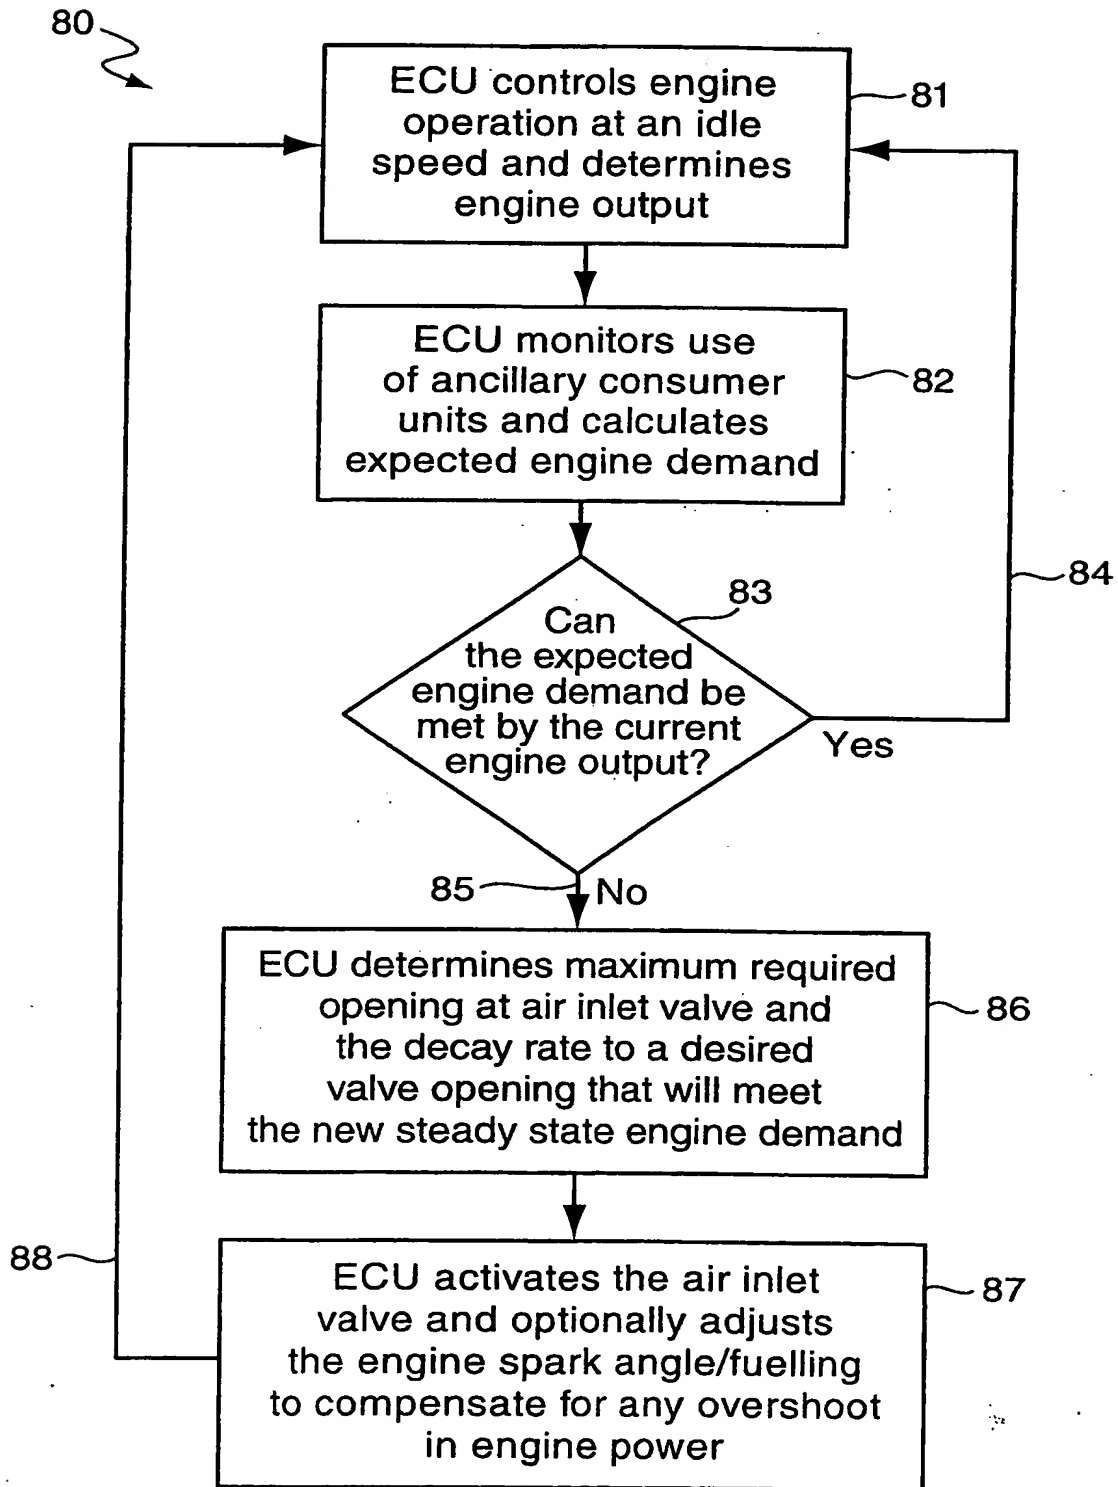 80
ECU controls engine
operation at an idle
speed and determines
engine output
81
ECU monitors use
of ancillary consumer
units and calculates
expected engine demand
82
Can
the expected
engine demand be
met by the current
engine output?
83
Yes
84
85
No
ECU determines maximum required
opening at air inlet valve and
the decay rate to a desired
valve opening that will meet
the new steady state engine demand
86
ECU activates the air inlet
valve and optionally adjusts
the engine spark angle/fuelling
to compensate for any overshoot
in engine power
87
88